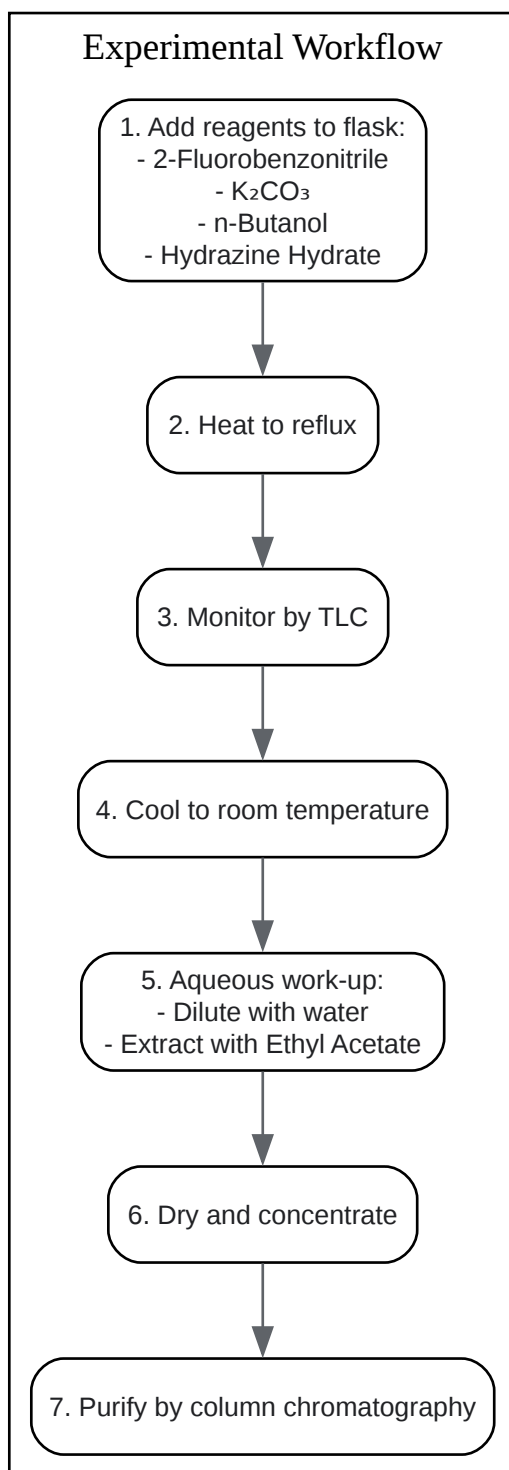 Experimental Workflow
1. Add reagents to flask:
- 2-Fluorobenzonitrile
- K₂CO₃
- n-Butanol
- Hydrazine Hydrate
2. Heat to reflux
3. Monitor by TLC
4. Cool to room temperature
5. Aqueous work-up:
- Dilute with water
- Extract with Ethyl Acetate
6. Dry and concentrate
7. Purify by column chromatography